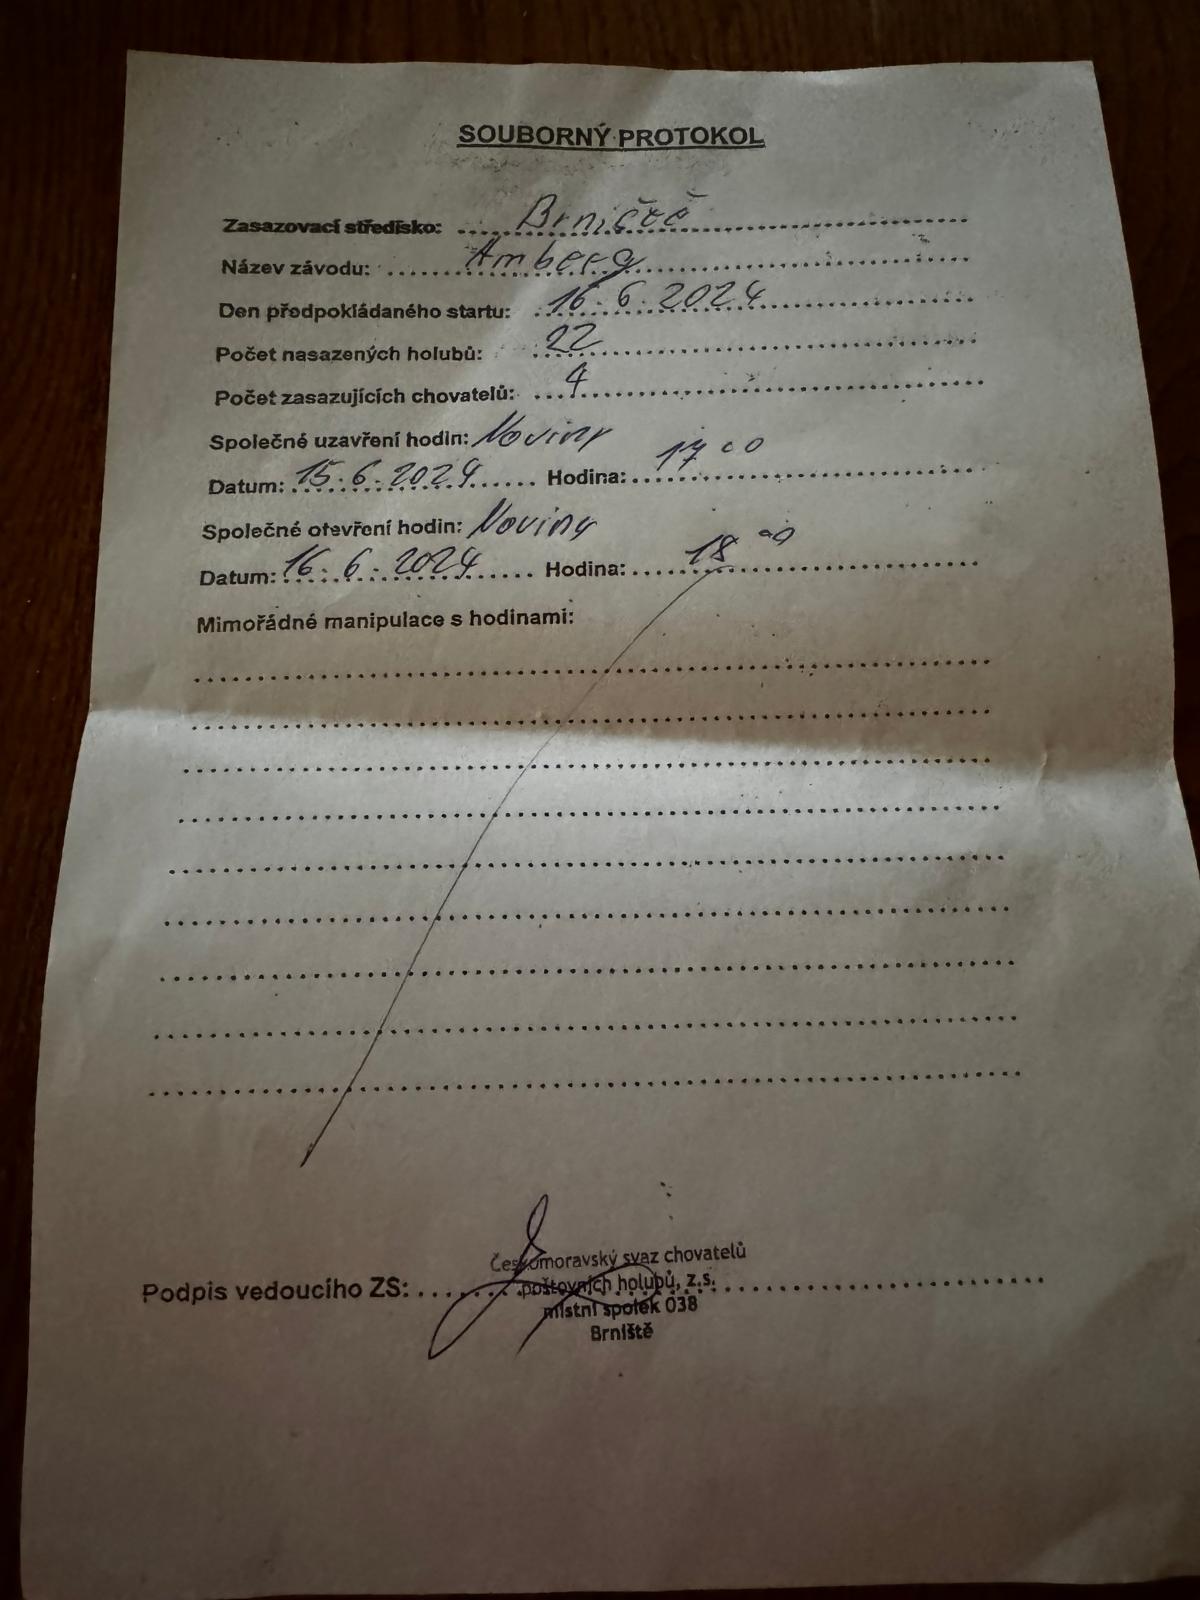 SOUBORNÝ PROTOKOL
Zasazovací středisko: Brniště
Název závodu: Amberg
Den předpokládaného startu: 16.6.2024
Počet nasazených holubů: 22
Počet zasazujících chovatelů: 4
Společné uzavření hodin: Noviny
Datum: 15.6.2024 Hodina: 17 00
Společné otevření hodin: Noviny
Datum: 16.6.2024 Hodina: 18 00
Mimořádné manipulace s hodinami:
Českomoravský svaz chovatelů
Podpis vedoucího ZS: poštovních holubů, z.s.
místní spolek 038
Brniště